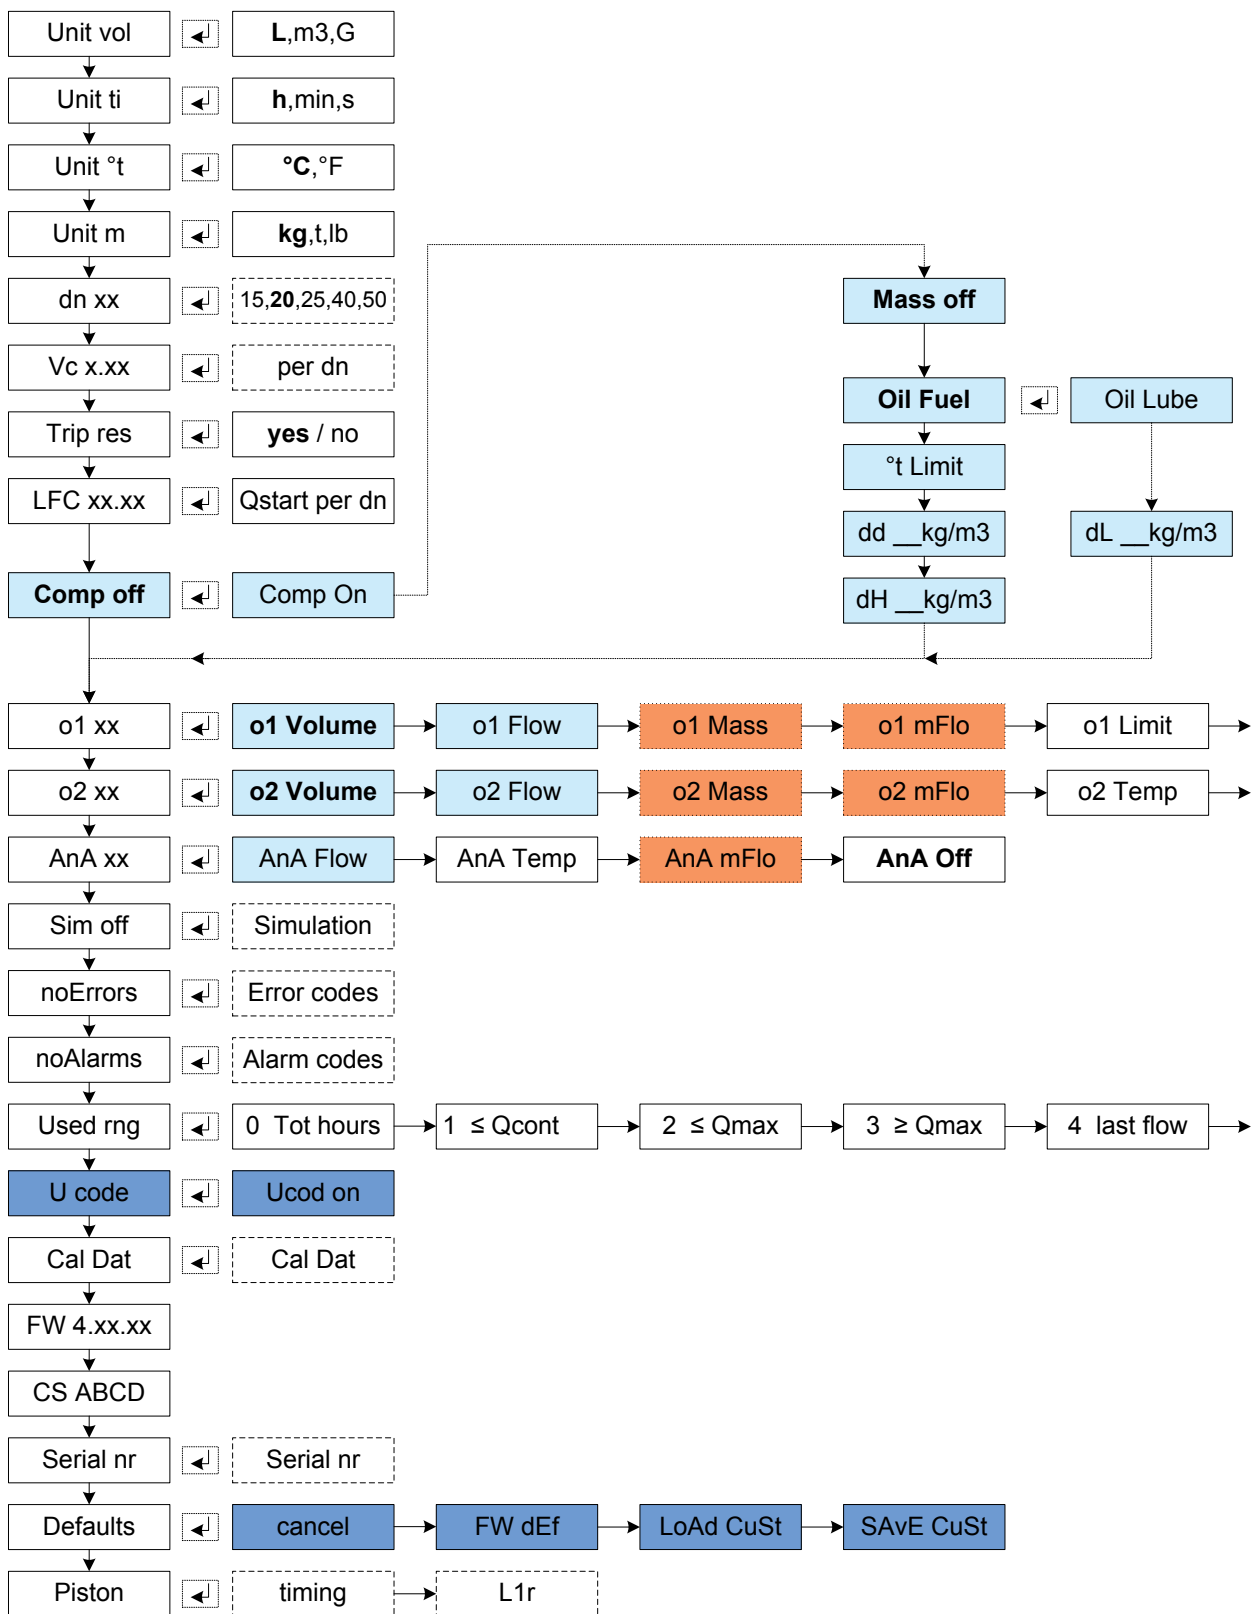 Unit vol
L,m3,G
Unit ti
h,min,s
Unit °t
°C,°F
Unit m
kg,t,lb
dn xx
15,20,25,40,50
Mass off
Vc x.xx
per dn
Oil Fuel
Oil Lube
Trip res
yes / no
°t Limit
LFC xx.xx
Qstart per dn
dd __kg/m3
dL __kg/m3
Comp off
Comp On
dH __kg/m3
o1 xx
o1 Volume
o1 Flow
o1 Mass
o1 mFlo
o1 Limit
o2 xx
o2 Volume
o2 Flow
o2 Mass
o2 mFlo
o2 Temp
AnA xx
AnA Flow
AnA Temp
AnA mFlo
AnA Off
Sim off
Simulation
noErrors
Error codes
noAlarms
Alarm codes
Used rng
0 Tot hours
1 ≤ Qcont
2 ≤ Qmax
3 ≥ Qmax
4 last flow
U code
Ucod on
Cal Dat
Cal Dat
FW 4.xx.xx
CS ABCD
Serial nr
Serial nr
Defaults
cancel
FW dEf
LoAd CuSt
SAvE CuSt
Piston
timing
L1r